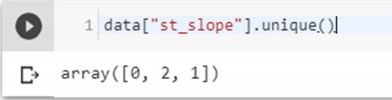 1 data["st_slope"].unique()
array([0, 2, 1])